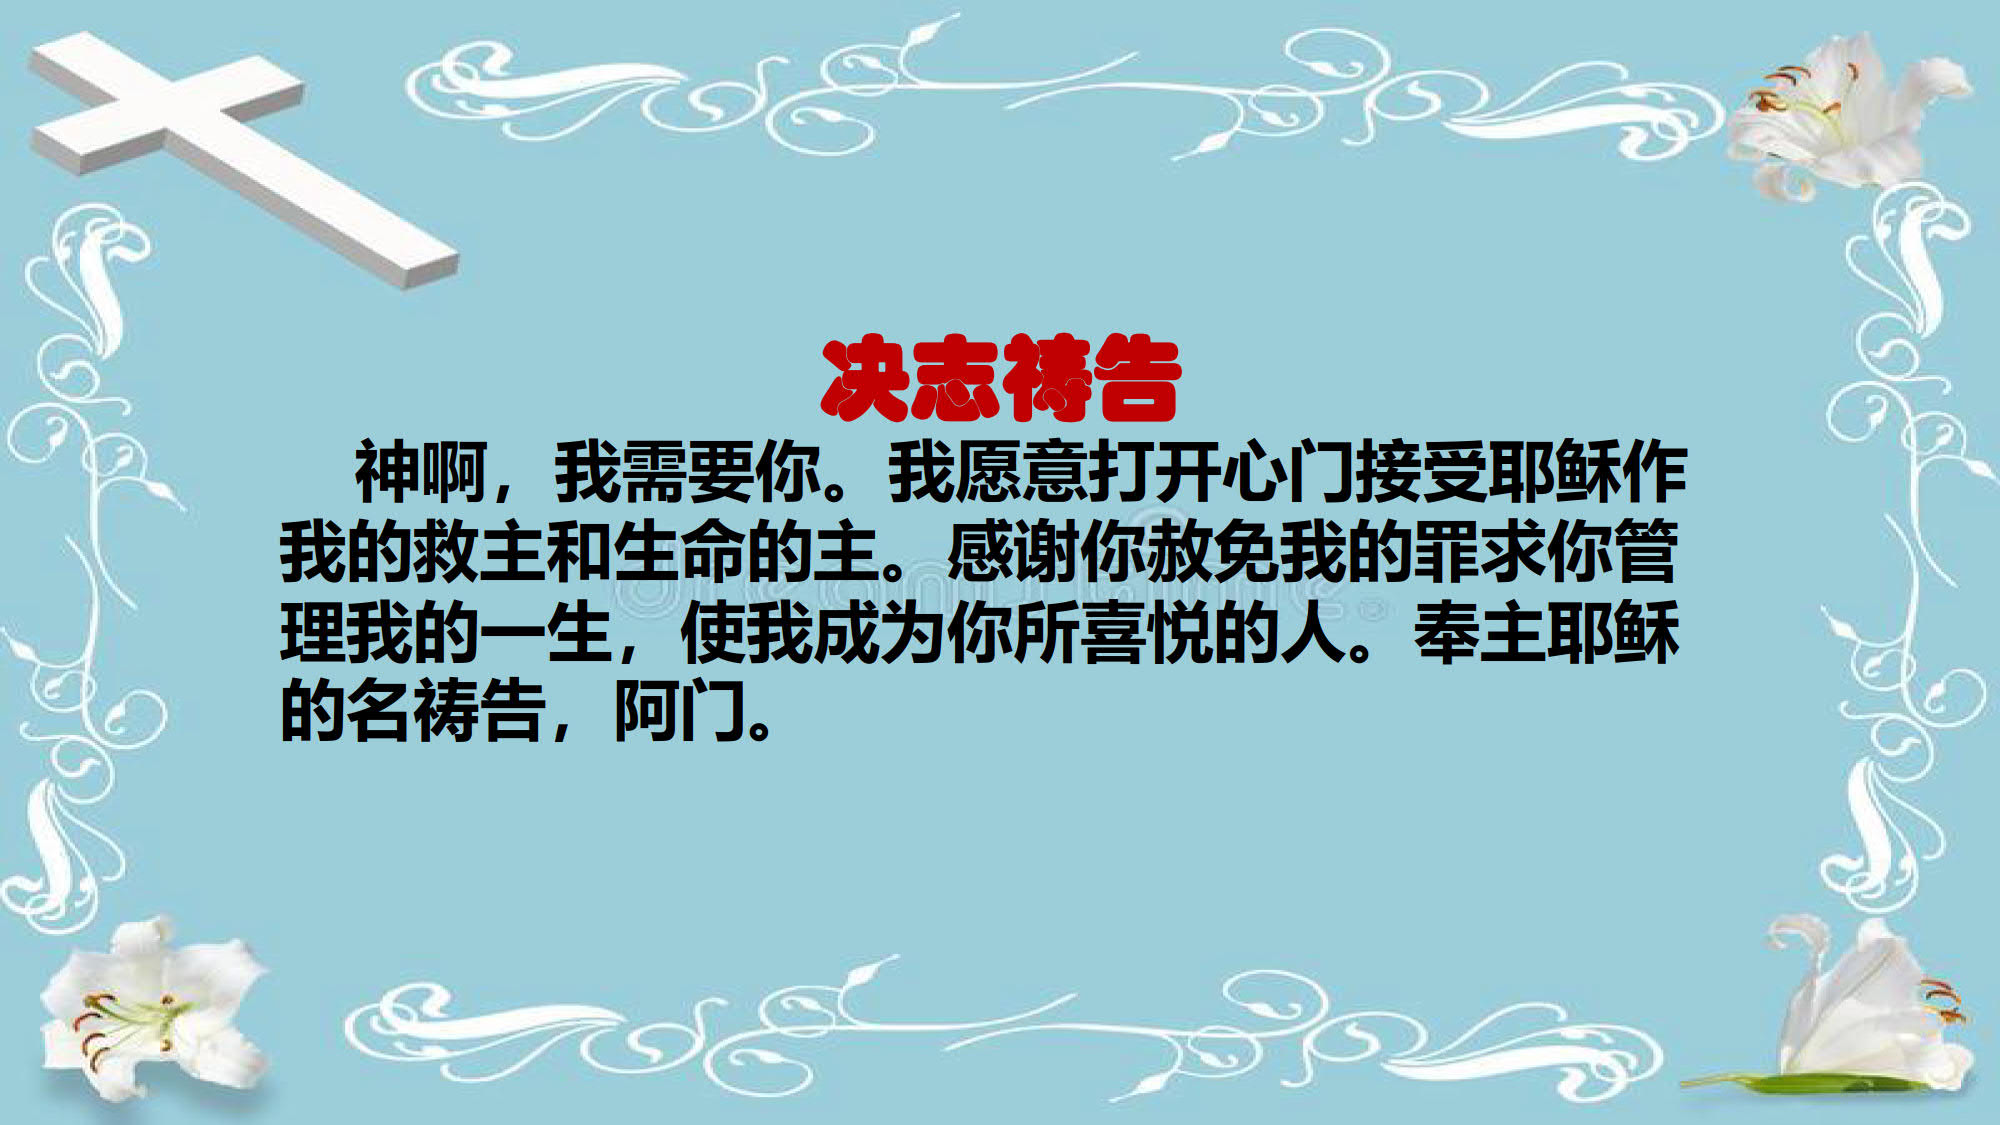 决志祷告
神啊，我需要你。我愿意打开心门接受耶稣作
我的救主和生命的主。感谢你赦免我的罪求你管
理我的一生，使我成为你所喜悦的人。奉主耶稣
的名祷告，阿门。
dreamstime.